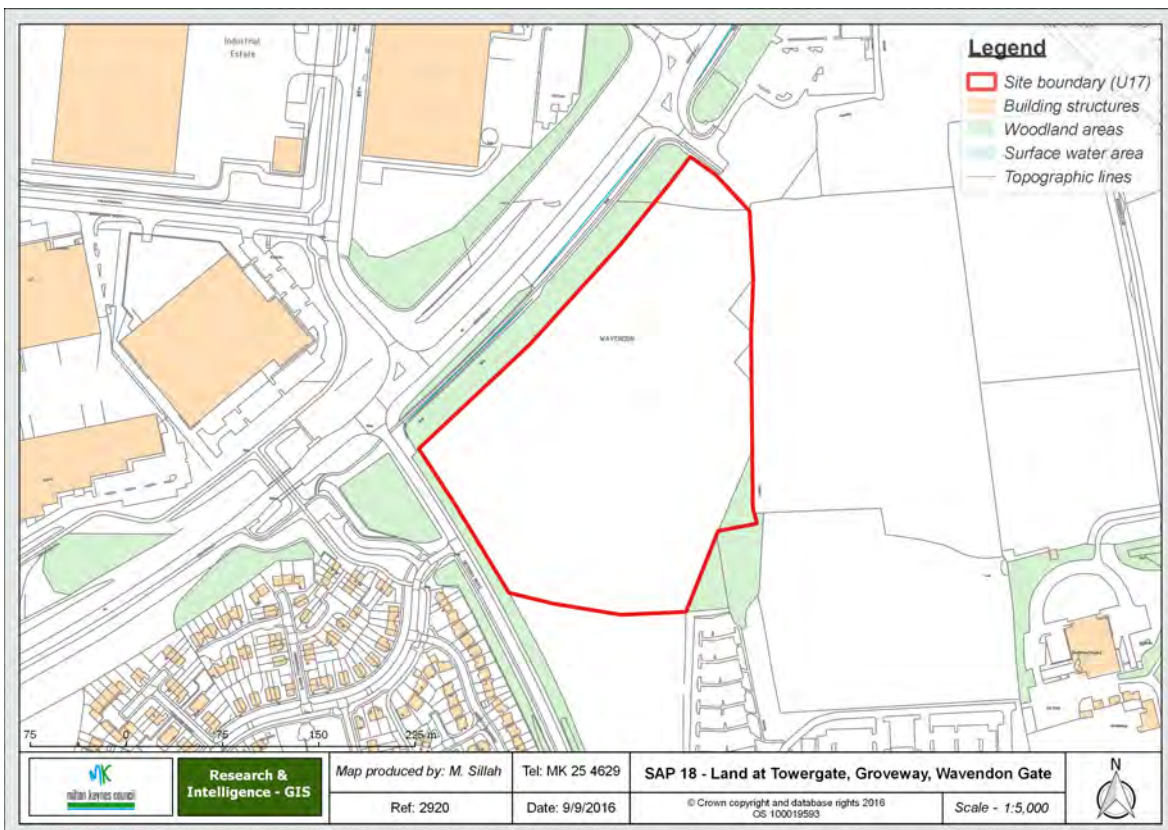 Industrial
Estate
Legend
Site boundary (U17)
Building structures
Woodland areas
Surface water area
Topographic lines
WAVENDON
75 0 75 150 225 m
milton keynes council
Research &
Intelligence - GIS
Map produced by: M. Sillah
Tel: MK 25 4629
SAP 18 - Land at Towergate, Groveway, Wavendon Gate
N
Ref: 2920
Date: 9/9/2016
© Crown copyright and database rights 2016
OS 100019593
Scale - 1:5,000